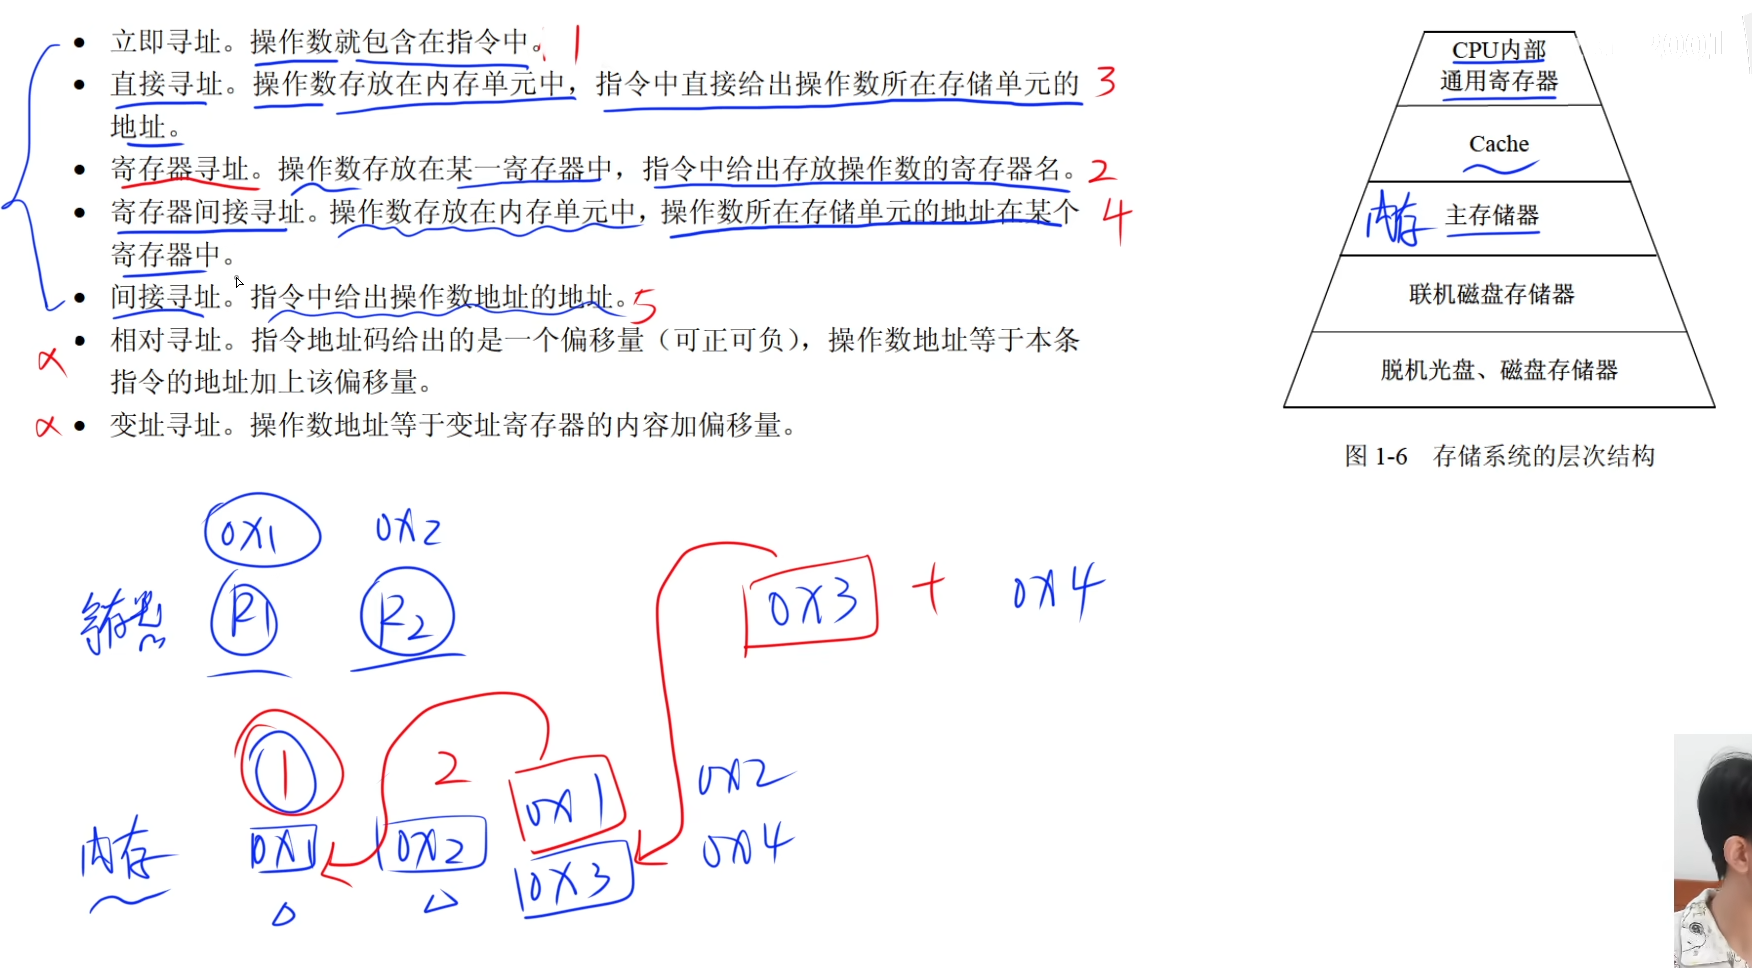 • 立即寻址。操作数就包含在指令中。 1
• 直接寻址。操作数存放在内存单元中，指令中直接给出操作数所在存储单元的 3
地址。
• 寄存器寻址。操作数存放在某一寄存器中，指令中给出存放操作数的寄存器名。 2
• 寄存器间接寻址。操作数存放在内存单元中，操作数所在存储单元的地址在某个 4
寄存器中。
• 间接寻址。指令中给出操作数地址的地址。 5
• 相对寻址。指令地址码给出的是一个偏移量（可正可负），操作数地址等于本条
指令的地址加上该偏移量。
• 变址寻址。操作数地址等于变址寄存器的内容加偏移量。
CPU内部
通用寄存器
Cache
内存 主存储器
联机磁盘存储器
脱机光盘、磁盘存储器
图 1-6 存储系统的层次结构
0X1 0X2
寄存器 R1 R2
0X3 + 0X4
1 2 0X1 0X2
内存 0X1 0X2 0X3 0X4